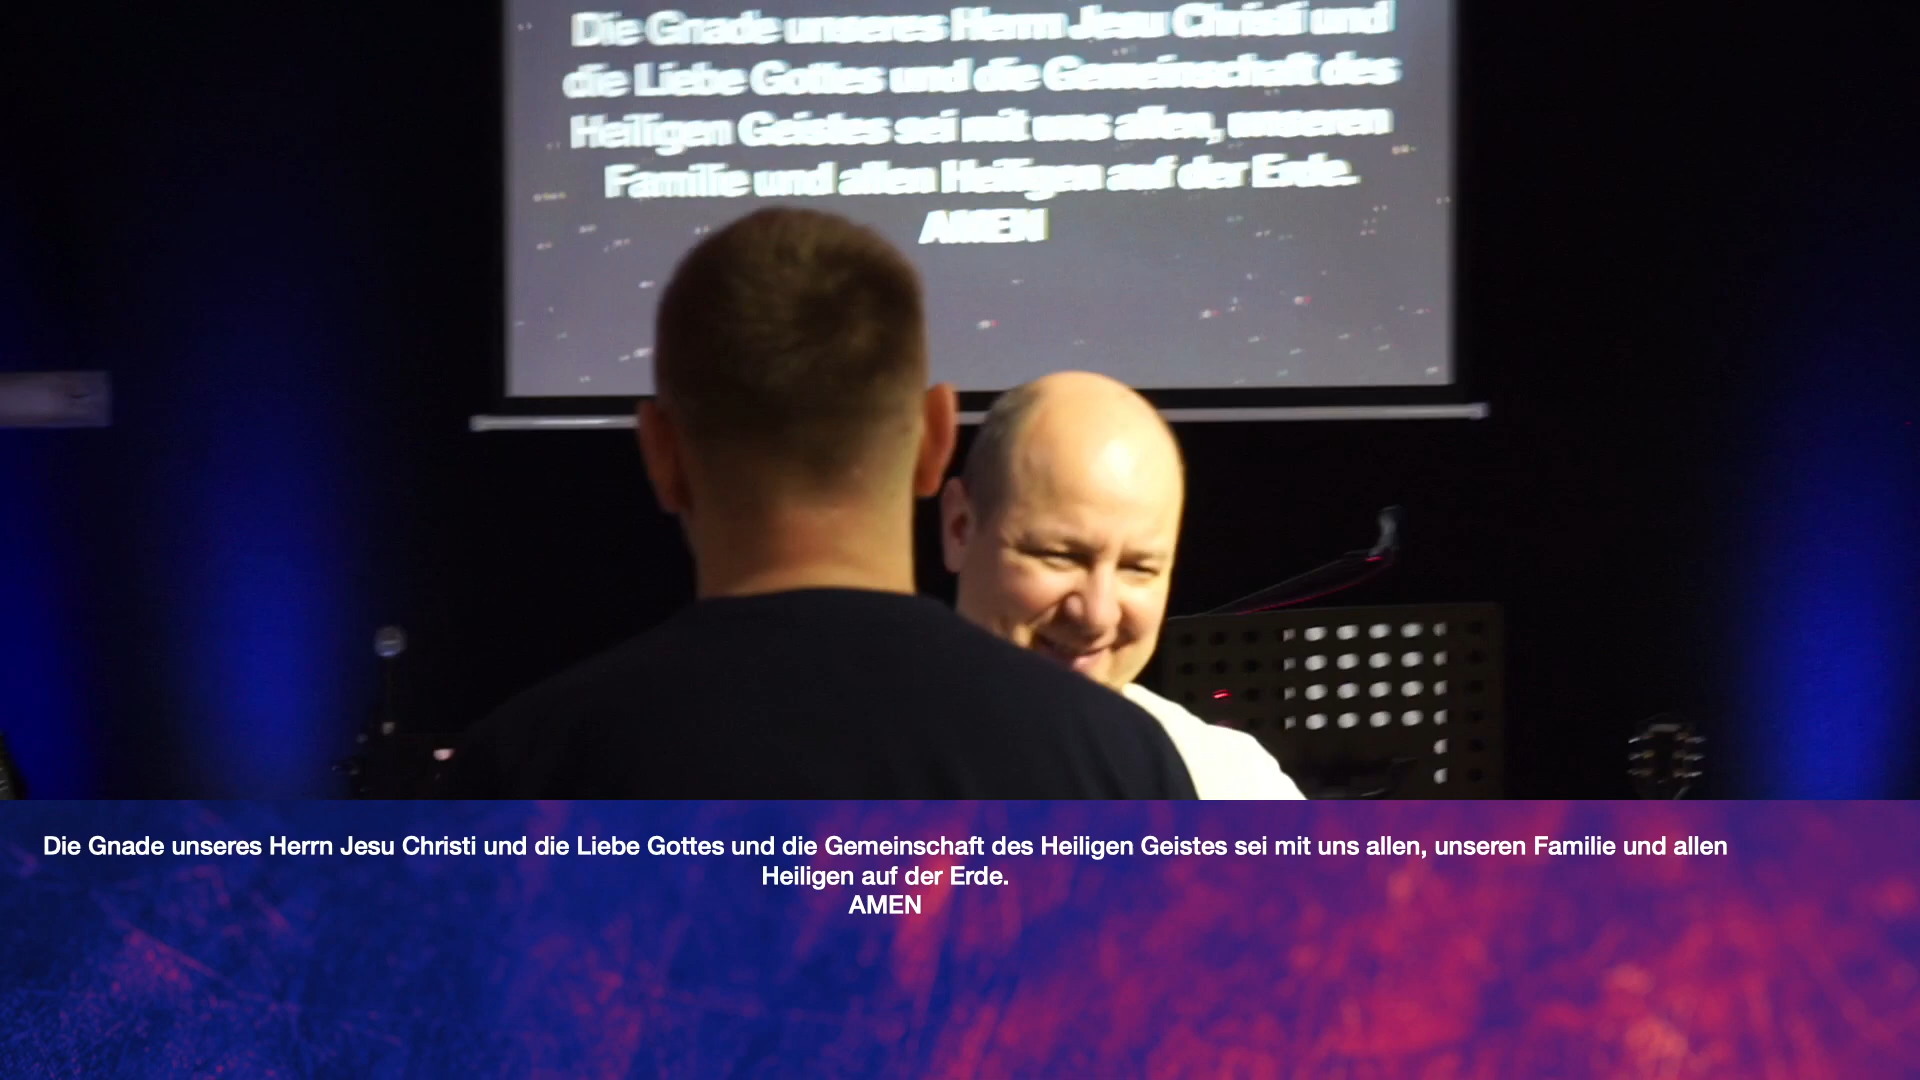 Die Gnade unseres Herrn Jesu Christi und
die Liebe Gottes und die Gemeinschaft des
Heiligen Geistes sei mit uns allen, unseren
Familie und allen Heiligen auf der Erde.
AMEN
Die Gnade unseres Herrn Jesu Christi und die Liebe Gottes und die Gemeinschaft des Heiligen Geistes sei mit uns allen, unseren Familie und allen
Heiligen auf der Erde.
AMEN